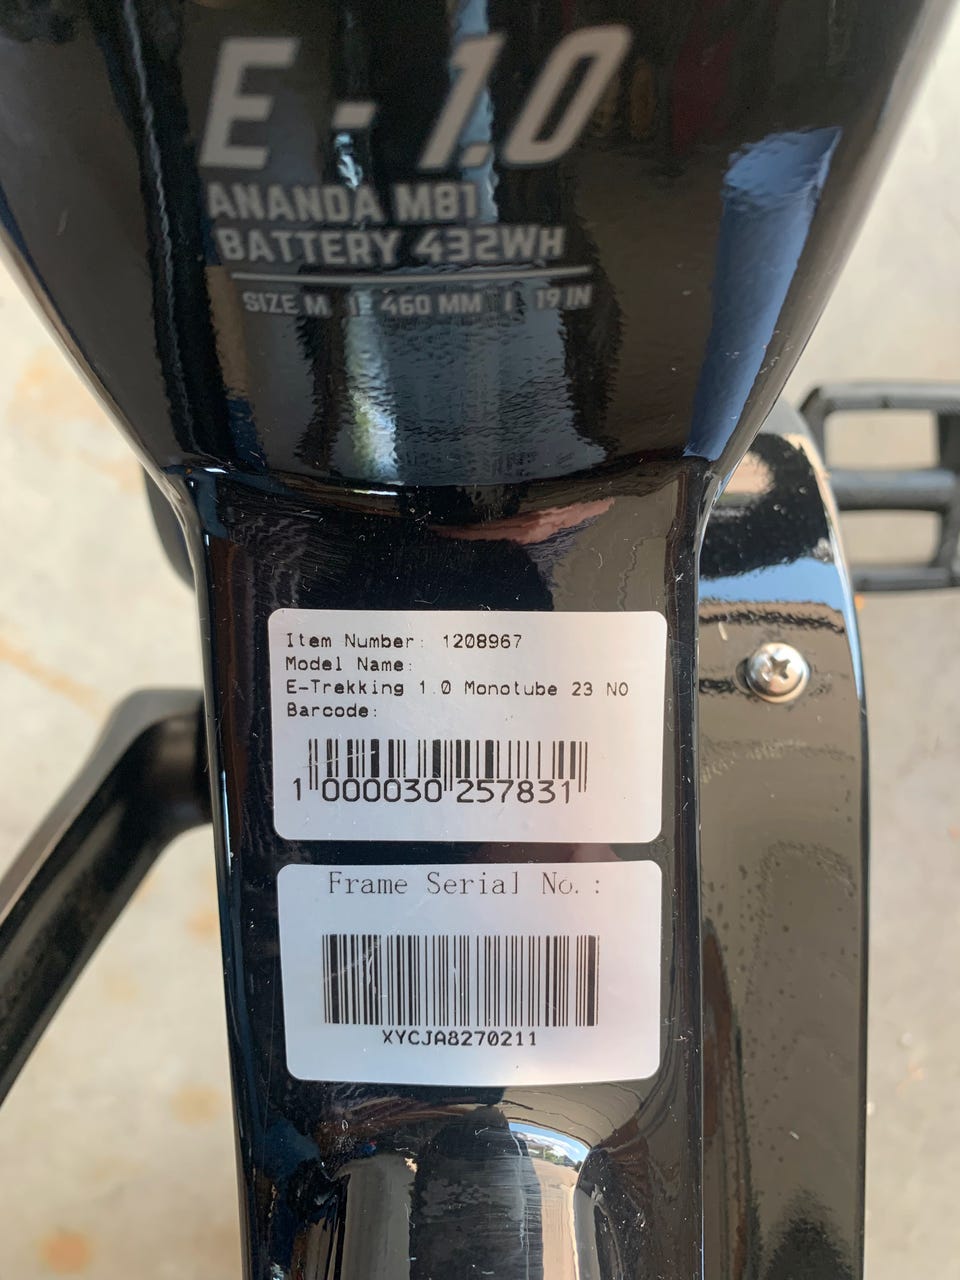 E - 1.0
ANANDA M81
BATTERY 432WH
SIZE M | 460 MM | 19 IN
Item Number: 1208967
Model Name:
E-Trekking 1.0 Monotube 23 NO
Barcode:
1 000030 257831
Frame Serial No.:
XYCJA8270211